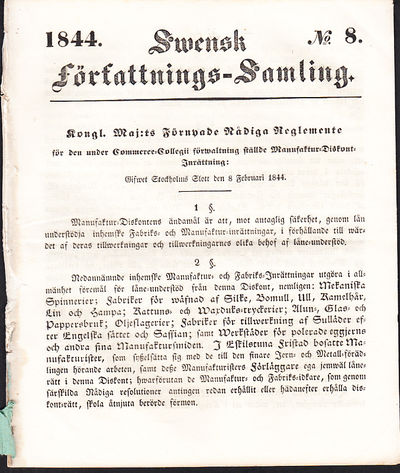 1844. Swensk № 8.
Författnings-Samling.
Kongl. Maj:ts Förnyade Nådiga Reglemente
för den under Commerce-Collegii förwaltning ställde Manufaktur-Diskont-
Inrättning:
Gifwet Stockholms Slott den 8 Februari 1844.
1 §.
Manufaktur-Diskontens ändamål är att, mot antaglig säkerhet, genom lån
understödja inhemske Fabriks- och Manufaktur-inrättningar, i förhållande till wär-
det af deras tillwerkningar och tillwerkningarnes olika behof af låne-understöd.
2 §.
Nedannämnde inhemske Manufaktur- och Fabriks-Inrättningar utgöra i all-
mänhet föremål för låne-understöd från denna Diskont, nemligen: Mekaniska
Spinnerier; Fabriker för wäfnad af Silke, Bomull, Ull, Kamelhår,
Lin och Hampa; Kattuns- och Waxduks-tryckerier; Alun-, Glas- och
Pappersbruk; Oljeslagerier; Fabriker för tillwerkning af Sulläder ef-
ter Engelska sättet och Saffian; samt Werkstäder för polerade eggjerns
och andra fina Manufaktursmiden. I Eskilstuna Fristad bosatte Ma-
nufakturister, som sysselsätta sig med de till den finare Jern- och Metall-föräd-
lingen hörande arbeten, samt desse Manufakturisters Förläggare ega jemwäl låne-
rätt i denna Diskont; hwarförutan de Manufaktur- och Fabriks-idkare, som genom
särskilda Nådiga resolutioner antingen redan erhållit eller hädanefter erhålla dis-
kont-rätt, skola åtnjuta berörde förmon.